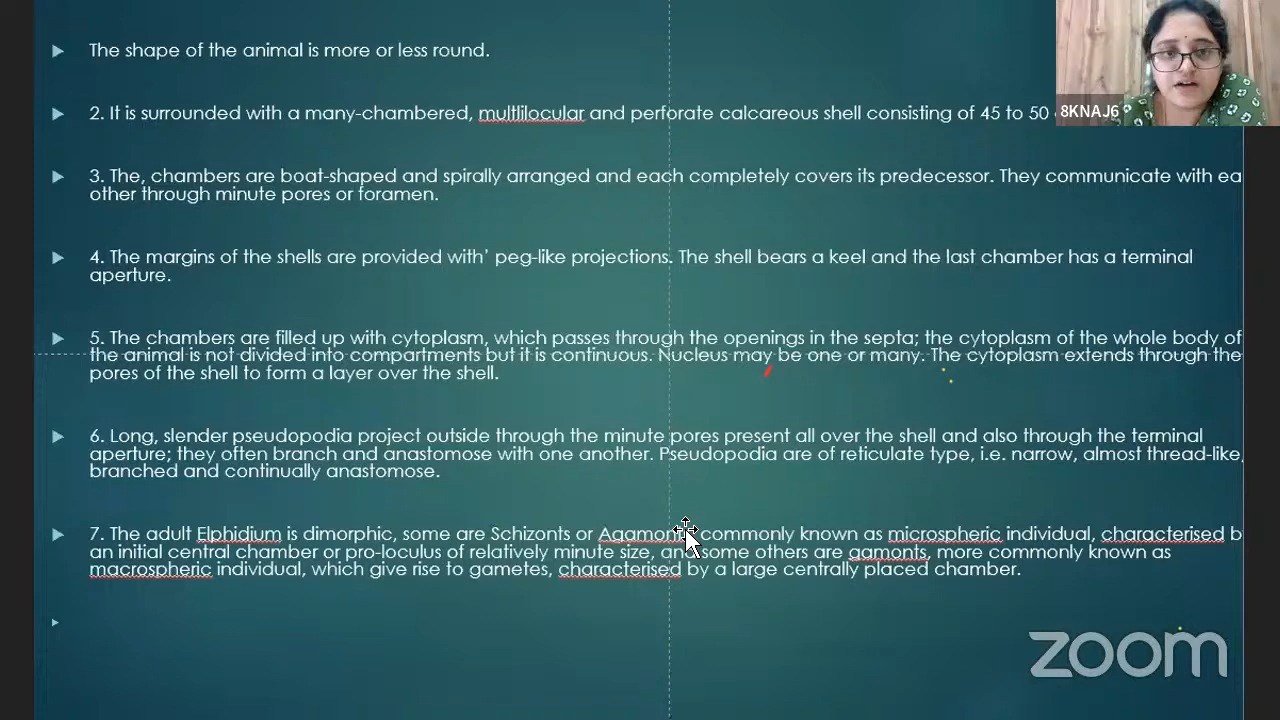 The shape of the animal is more or less round.
8KNAJ6
2. It is surrounded with a many-chambered, multlilocular and perforate calcareous shell consisting of 45 to 50
3. The, chambers are boat-shaped and spirally arranged and each completely covers its predecessor. They communicate with ea
other through minute pores or foramen.
4. The margins of the shells are provided with’ peg-like projections. The shell bears a keel and the last chamber has a terminal
aperture.
5. The chambers are filled up with cytoplasm, which passes through the openings in the septa; the cytoplasm of the whole body of
the animal is not divided into compartments but it is continuous. Nucleus may be one or many. The cytoplasm extends through the
pores of the shell to form a layer over the shell.
6. Long, slender pseudopodia project outside through the minute pores present all over the shell and also through the terminal
aperture; they often branch and anastomose with one another. Pseudopodia are of reticulate type, i.e. narrow, almost thread-like,
branched and continually anastomose.
7. The adult Elphidium is dimorphic, some are Schizonts or commonly known as microspheric individual, characterised b
an initial central chamber or pro-loculus of relatively minute size, and some others are gamonts, more commonly known as
macrospheric individual, which give rise to gametes, characterised by a large centrally placed chamber.
zoom